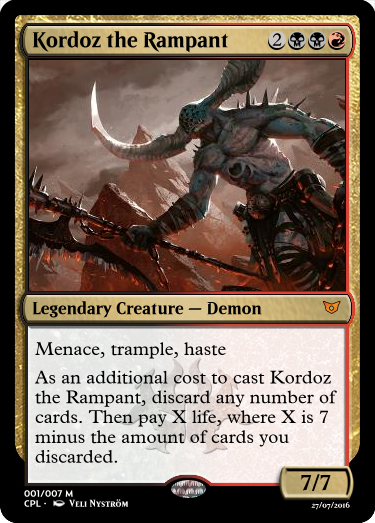 Kordoz the Rampant 2
Legendary Creature — Demon
Menace, trample, haste
As an additional cost to cast Kordoz
the Rampant, discard any number of
cards. Then pay X life, where X is 7
minus the amount of cards you
discarded.
7/7
001/007 M
CPL · Veli Nyström
27/07/2016